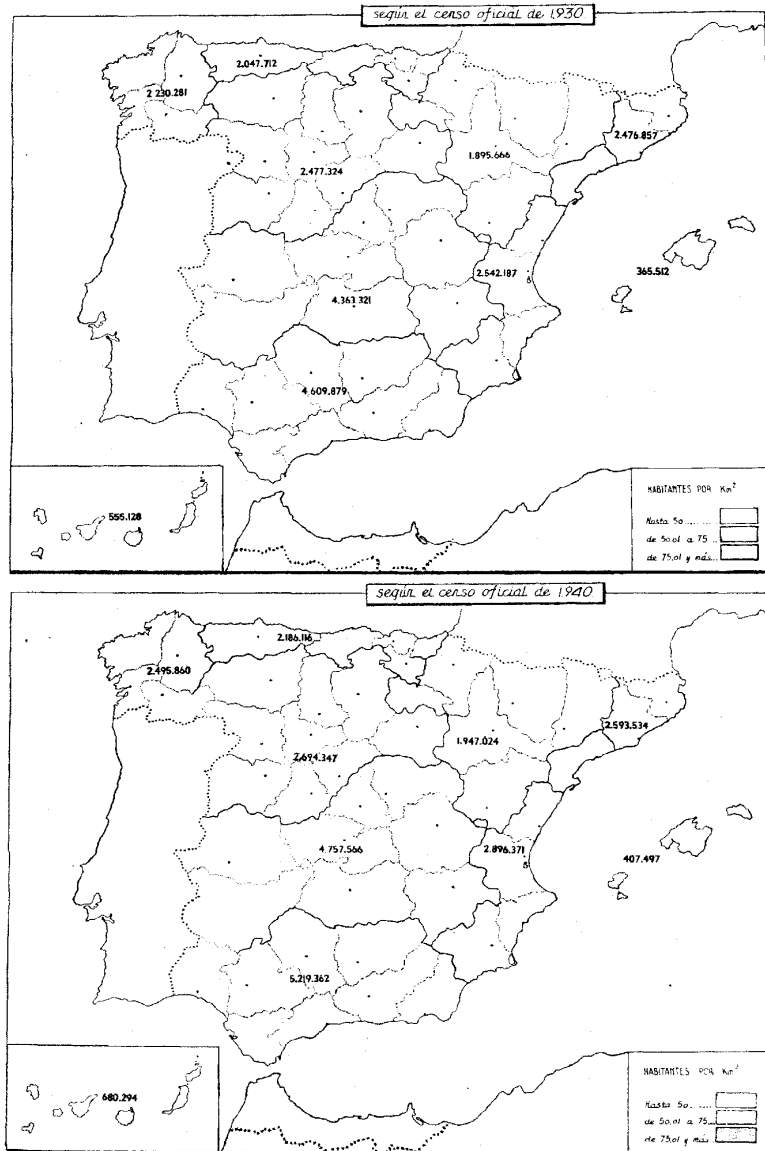 según el censo oficial de 1.930
2.047.712
2.230.281
2.476.857
1.895.666
2.477.324
2.542.187
365.512
4.363.321
4.609.879
555.128
HABITANTES POR Km²
Hasta 50
de 50,01 a 75
de 75,01 y más
según el censo oficial de 1.940
2.186.116
2.495.860
2.593.534
1.947.024
2.694.347
4.757.566
2.896.371
407.497
5.219.362
680.294
HABITANTES POR Km²
Hasta 50
de 50,01 a 75
de 75,01 y más